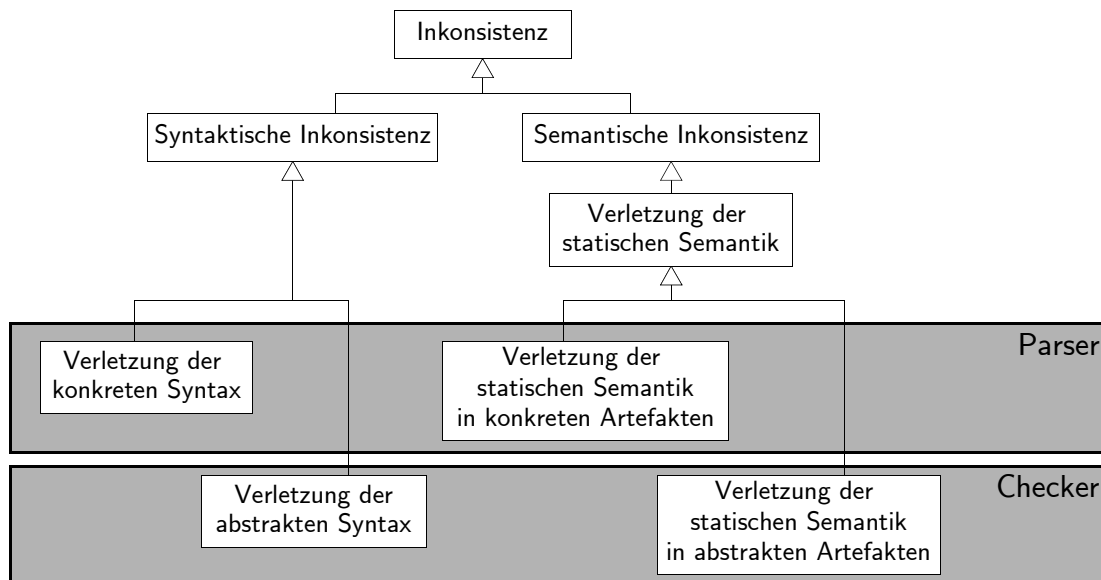 Inkonsistenz
Syntaktische Inkonsistenz
Semantische Inkonsistenz
Verletzung der
statischen Semantik
Parser
Verletzung der
konkreten Syntax
Verletzung der
statischen Semantik
in konkreten Artefakten
Checker
Verletzung der
abstrakten Syntax
Verletzung der
statischen Semantik
in abstrakten Artefakten